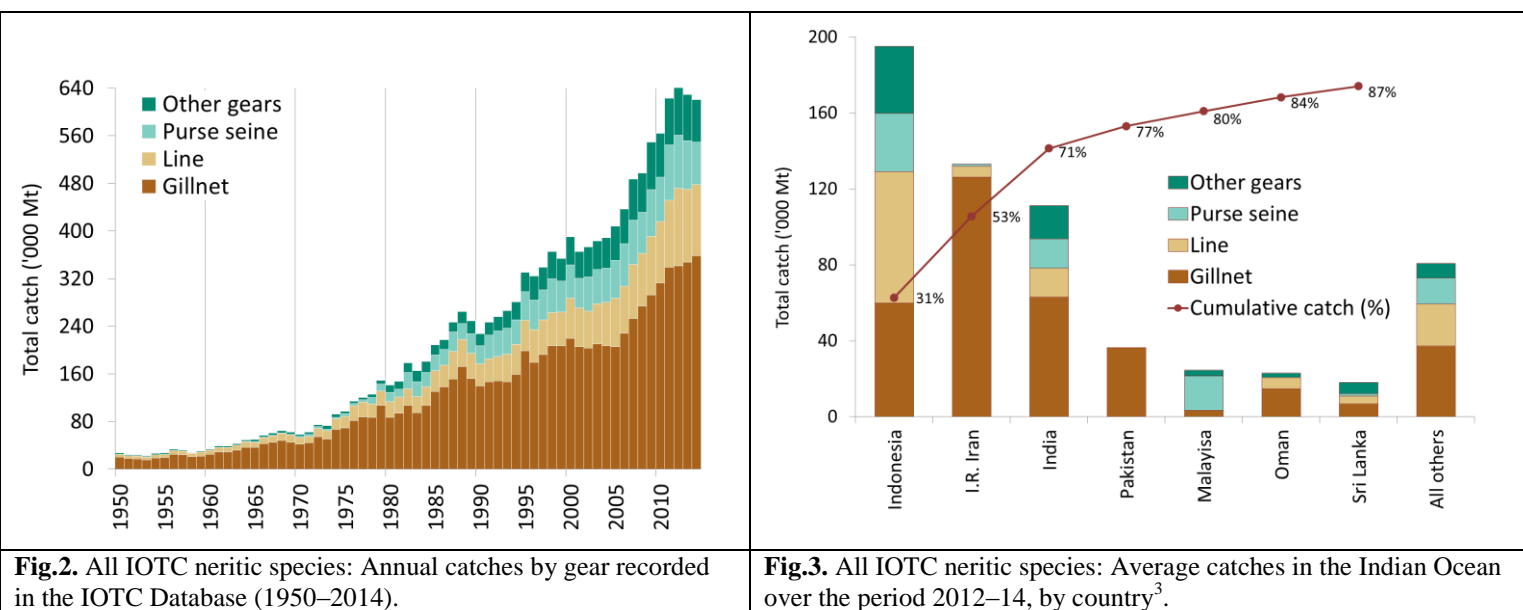 640
560
480
400
320
240
160
80
0
Total catch ('000 Mt)
Other gears
Purse seine
Line
Gillnet
1950
1955
1960
1965
1970
1975
1980
1985
1990
1995
2000
2005
2010
Fig.2. All IOTC neritic species: Annual catches by gear recorded
in the IOTC Database (1950–2014).
200
160
120
80
40
0
Total catch ('000 Mt)
31%
53%
71%
77%
80%
84%
87%
Other gears
Purse seine
Line
Gillnet
Cumulative catch (%)
Indonesia
I.R. Iran
India
Pakistan
Malayisa
Oman
Sri Lanka
All others
Fig.3. All IOTC neritic species: Average catches in the Indian Ocean
over the period 2012–14, by country3.